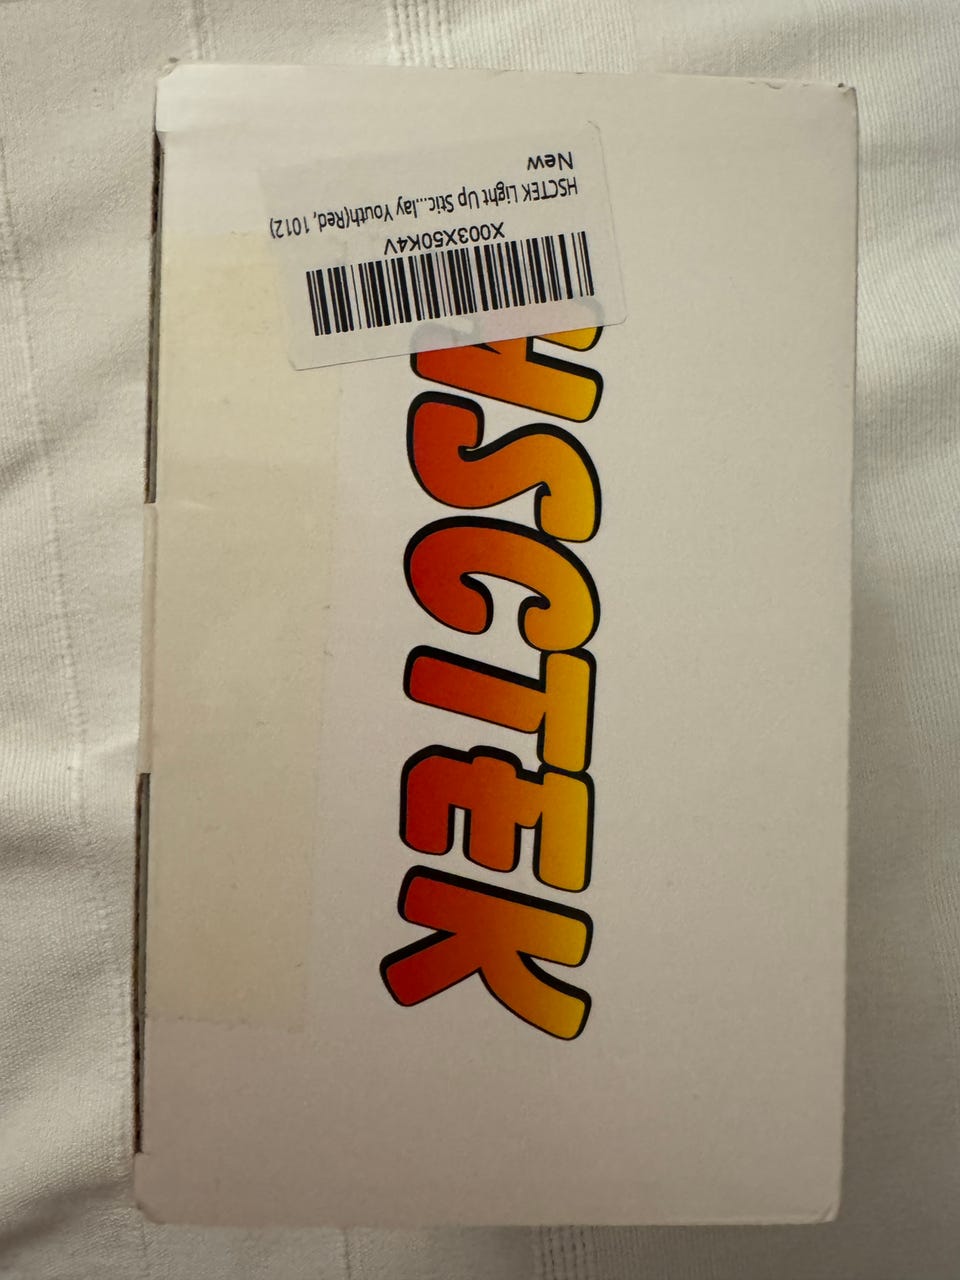 X003X50K4V
HSCTEK Light Up Stic...lay Youth(Red, 1012)
New
HSCTEK